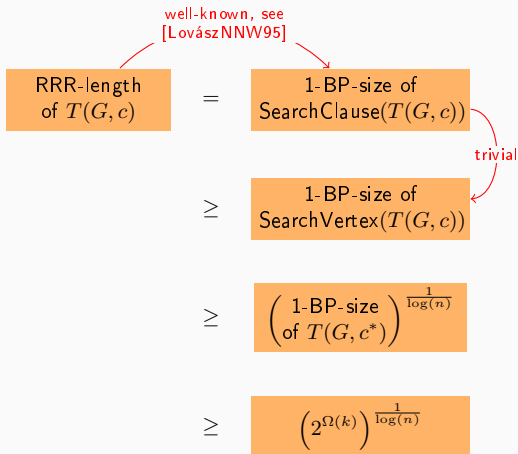 well-known, see
[LovászNNW95]
RRR-length
of T(G, c)
=
1-BP-size of
SearchClause(T(G, c))
trivial
≥
1-BP-size of
SearchVertex(T(G, c))
≥
(1-BP-size
of T(G, c*))^{1/log(n)}
≥
(2^{Ω(k)})^{1/log(n)}